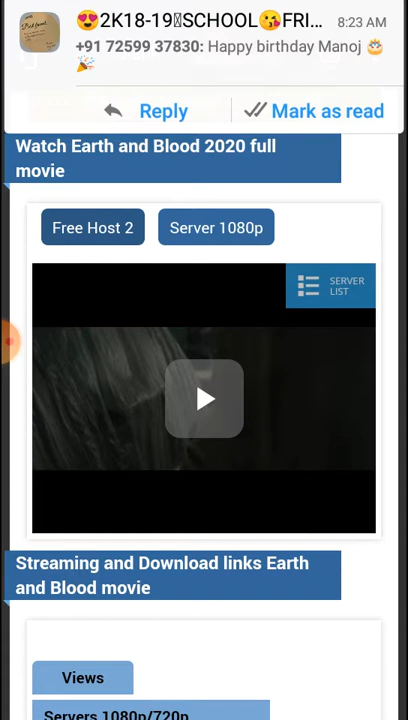 😍2K18-19🏫SCHOOL😘FRI... 8:23 AM
+91 72599 37830: Happy birthday Manoj 🎂
🎉
Reply
Mark as read
Watch Earth and Blood 2020 full
movie
Free Host 2
Server 1080p
SERVER
LIST
Streaming and Download links Earth
and Blood movie
Views
Servers 1080p/720p